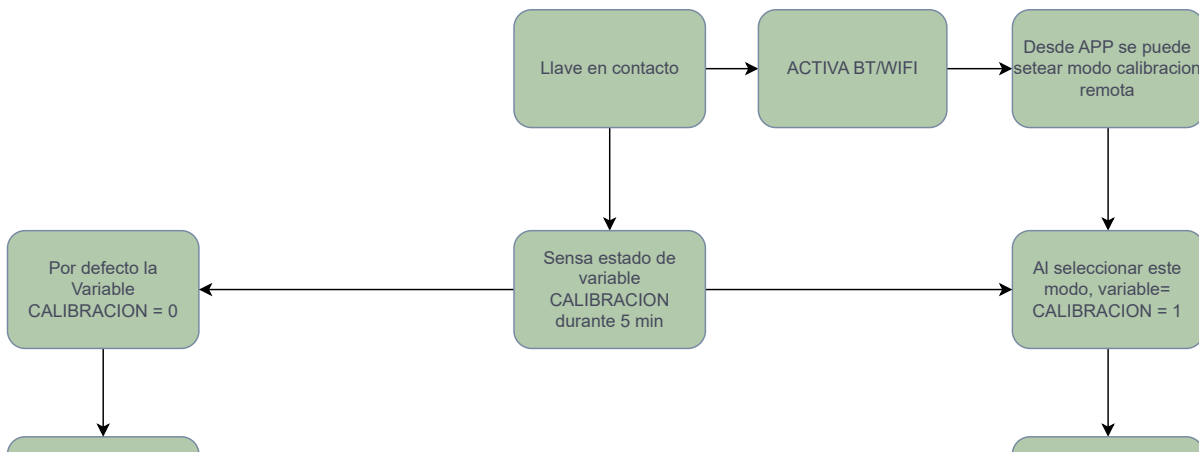 Llave en contacto
ACTIVA BT/WIFI
Desde APP se puede
setear modo calibracion
remota
Por defecto la
Variable
CALIBRACION = 0
Sensa estado de
variable
CALIBRACION
durante 5 min
Al seleccionar este
modo, variable=
CALIBRACION = 1